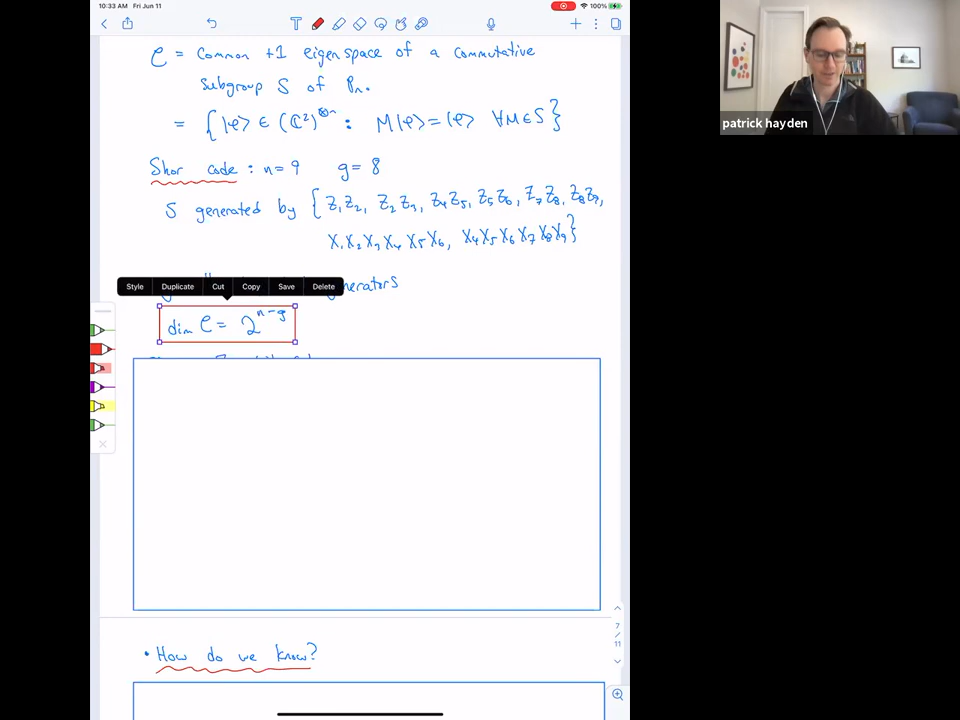 10:33 AM Fri Jun 11
100%
C = Common +1 eigenspace of a commutative
subgroup S of Pn.
= { |φ> ∈ (ℂ²)^⊗n : M|φ> = |φ> ∀M∈S }
Shor code : n=9 g=8
S generated by { Z₁Z₂, Z₂Z₃, Z₄Z₅, Z₅Z₆, Z₇Z₈, Z₈Z₉,
X₁X₂X₃X₄X₅X₆, X₄X₅X₆X₇X₈X₉ }
generators
Style Duplicate Cut Copy Save Delete
dim C = 2^(n-g)
• How do we know?
7
/
11
patrick hayden